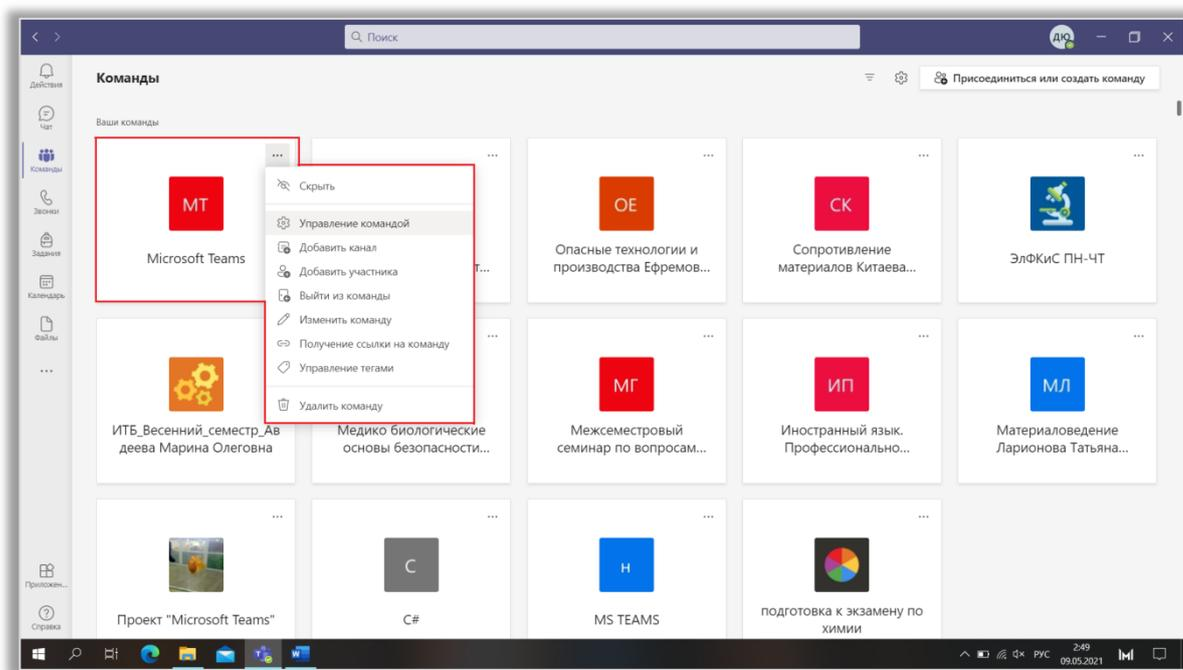 Поиск
ДЮ
Действия
Чат
Команды
Звонки
Задания
Календарь
Файлы
Приложен...
Справка
Команды
Присоединиться или создать команду
Ваши команды
МТ
Microsoft Teams
Скрыть
Управление командой
Добавить канал
Добавить участника
Выйти из команды
Изменить команду
Получение ссылки на команду
Управление тегами
Удалить команду
ОЕ
Опасные технологии и
производства Ефремов...
СК
Сопротивление
материалов Китаева...
ЭлФКиС ПН-ЧТ
ИТБ_Весенний_семестр_Ав
деева Марина Олеговна
Медико биологические
основы безопасности...
МГ
Межсеместровый
семинар по вопросам...
ИП
Иностранный язык.
Профессионально...
МЛ
Материаловедение
Ларионова Татьяна...
Проект "Microsoft Teams"
C
C#
н
MS TEAMS
подготовка к экзамену по
химии
РУС
2:49
09.05.2021